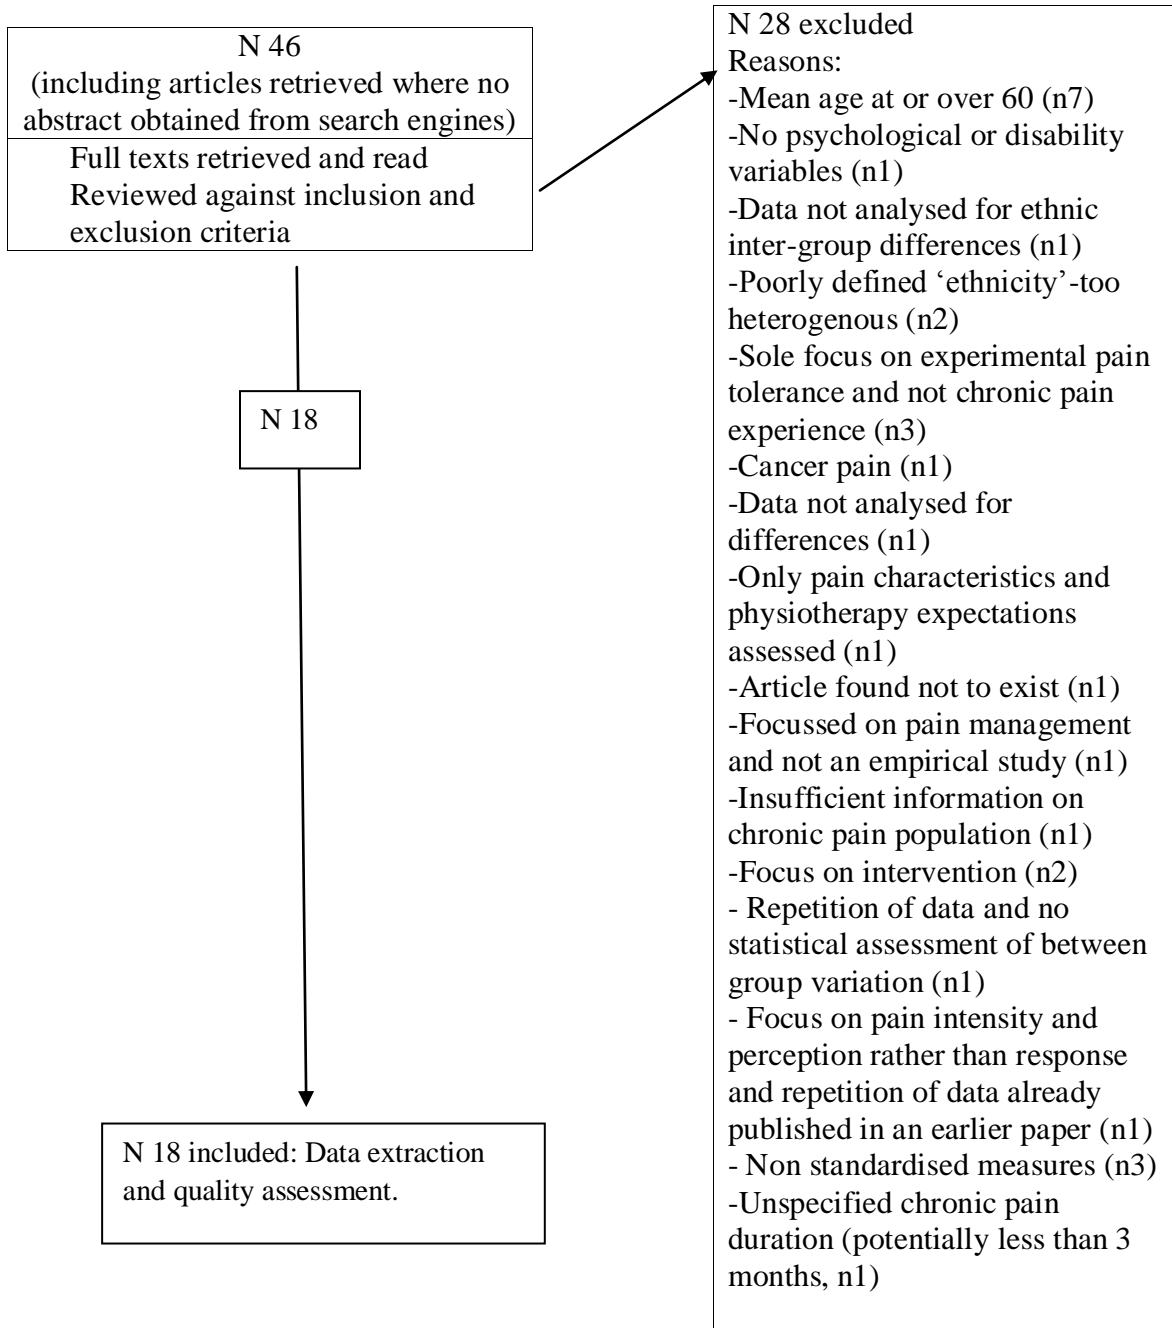 N 46
(including articles retrieved where no
abstract obtained from search engines)
Full texts retrieved and read
Reviewed against inclusion and
exclusion criteria
N 18
N 18 included: Data extraction
and quality assessment.
N 28 excluded
Reasons:
-Mean age at or over 60 (n7)
-No psychological or disability
variables (n1)
-Data not analysed for ethnic
inter-group differences (n1)
-Poorly defined ‘ethnicity’-too
heterogenous (n2)
-Sole focus on experimental pain
tolerance and not chronic pain
experience (n3)
-Cancer pain (n1)
-Data not analysed for
differences (n1)
-Only pain characteristics and
physiotherapy expectations
assessed (n1)
-Article found not to exist (n1)
-Focussed on pain management
and not an empirical study (n1)
-Insufficient information on
chronic pain population (n1)
-Focus on intervention (n2)
- Repetition of data and no
statistical assessment of between
group variation (n1)
- Focus on pain intensity and
perception rather than response
and repetition of data already
published in an earlier paper (n1)
- Non standardised measures (n3)
-Unspecified chronic pain
duration (potentially less than 3
months, n1)